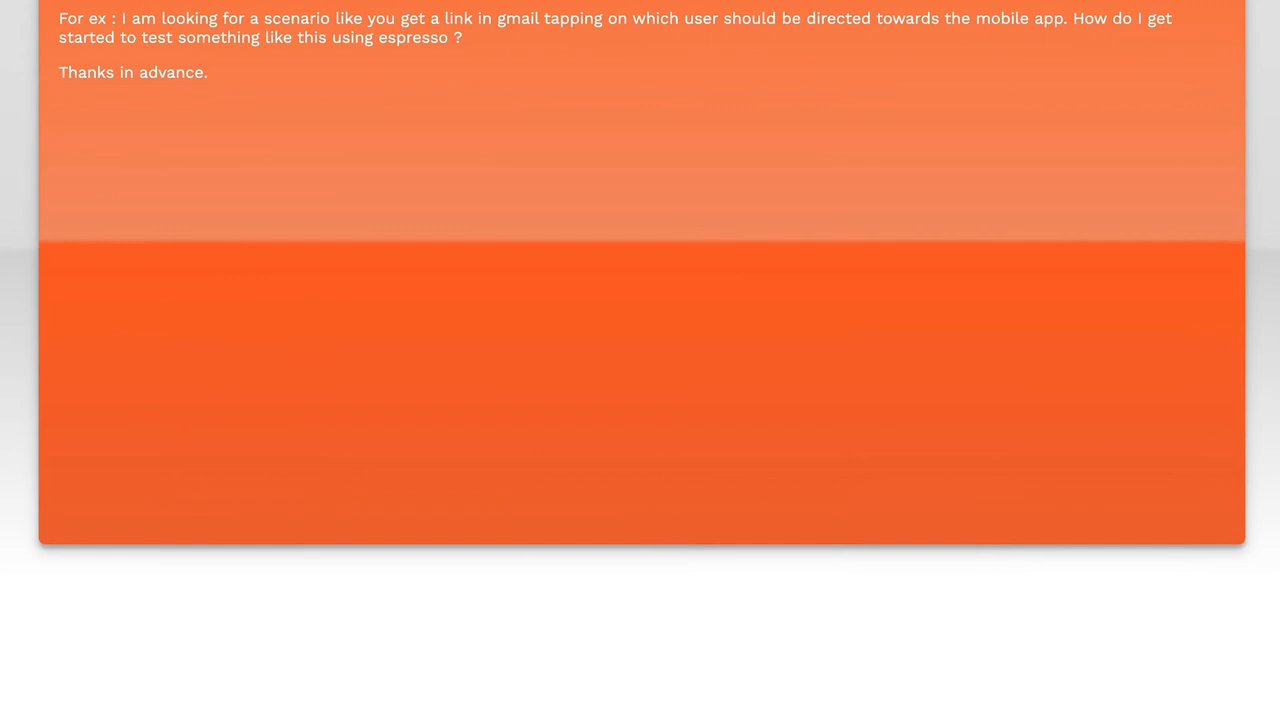 For ex : I am looking for a scenario like you get a link in gmail tapping on which user should be directed towards the mobile app. How do I get
started to test something like this using espresso ?
Thanks in advance.